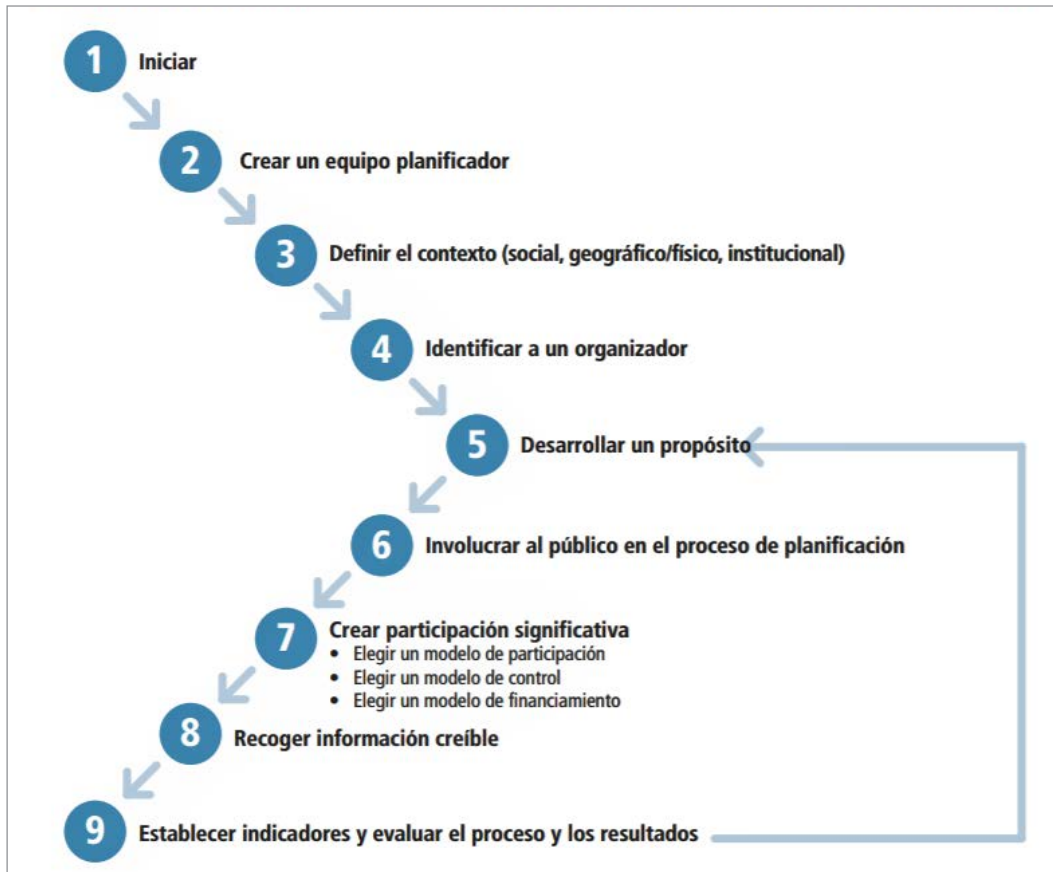 1 Iniciar
2 Crear un equipo planificador
3 Definir el contexto (social, geográfico/físico, institucional)
4 Identificar a un organizador
5 Desarrollar un propósito
6 Involucrar al público en el proceso de planificación
7 Crear participación significativa
• Elegir un modelo de participación
• Elegir un modelo de control
• Elegir un modelo de financiamiento
8 Recoger información creíble
9 Establecer indicadores y evaluar el proceso y los resultados